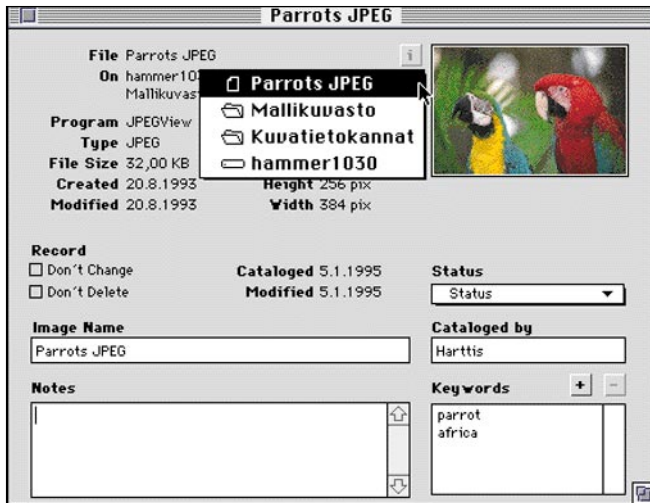 Parrots JPEG
File Parrots JPEG
On hammer103
Mallikuvas
Parrots JPEG
Mallikuvasto
Kuvatietokannat
hammer1030
Program JPEGView
Type JPEG
File Size 32,00 KB
Created 20.8.1993
Height 256 pix
Modified 20.8.1993
Width 384 pix
Record
Don´t Change
Cataloged 5.1.1995
Status
Don´t Delete
Modified 5.1.1995
Status
Image Name
Cataloged by
Parrots JPEG
Harttis
Notes
Keywords + -
parrot
africa